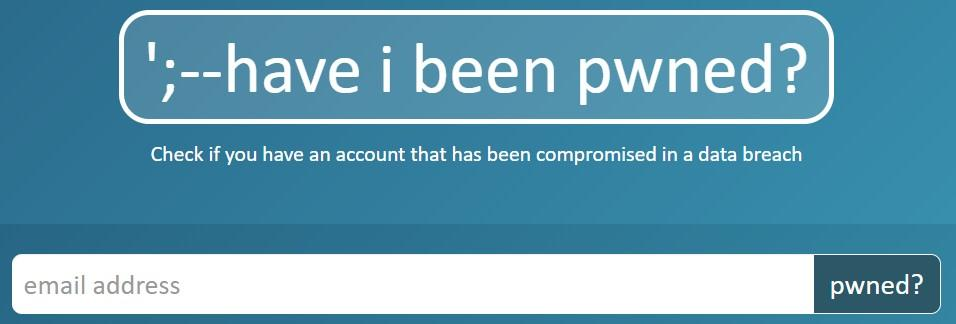 ';--have i been pwned?
Check if you have an account that has been compromised in a data breach
email address pwned?